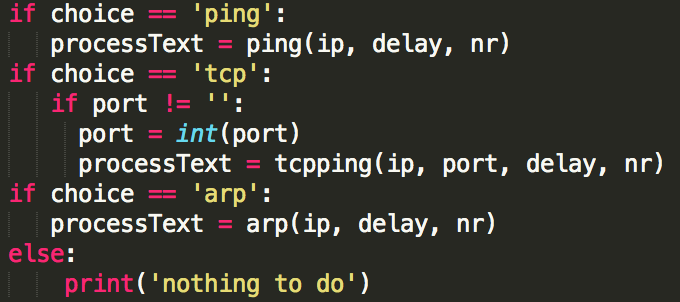 if choice == 'ping':
   processText = ping(ip, delay, nr)
if choice == 'tcp':
   if port != '':
     port = int(port)
     processText = tcpping(ip, port, delay, nr)
if choice == 'arp':
   processText = arp(ip, delay, nr)
else:
    print('nothing to do')